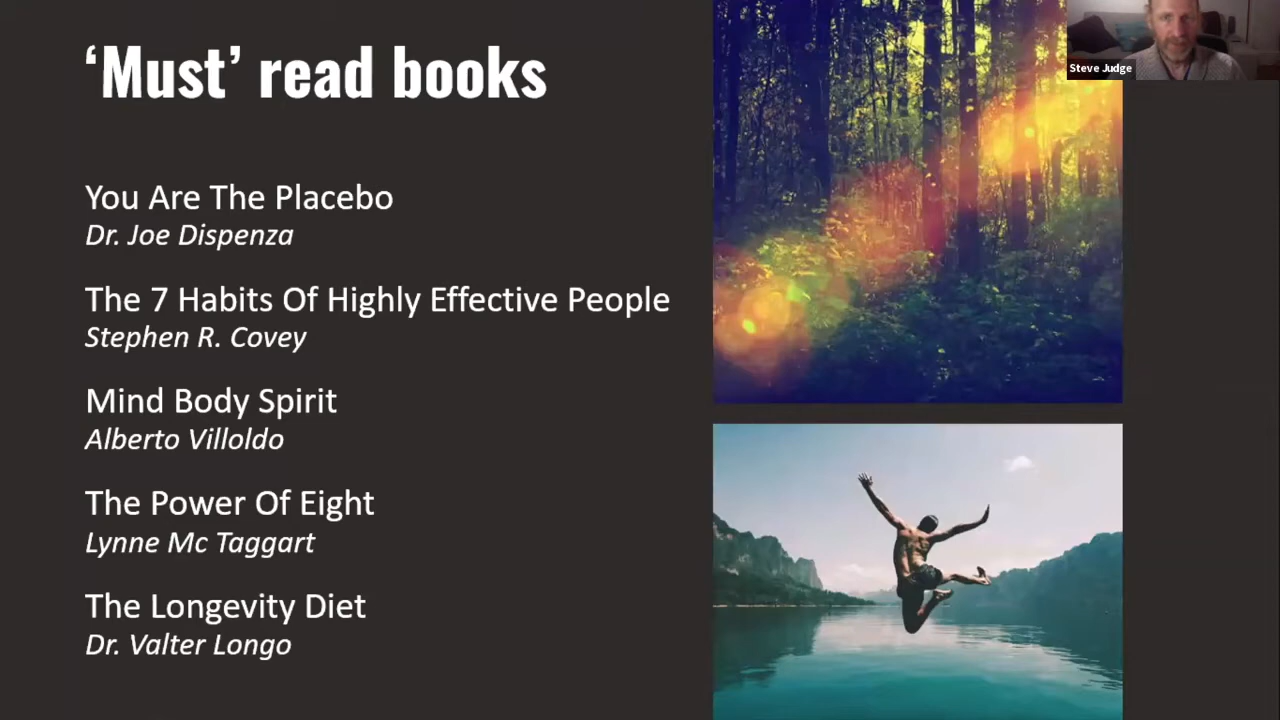 ‘Must’ read books
You Are The Placebo
Dr. Joe Dispenza
The 7 Habits Of Highly Effective People
Stephen R. Covey
Mind Body Spirit
Alberto Villoldo
The Power Of Eight
Lynne Mc Taggart
The Longevity Diet
Dr. Valter Longo
Steve Judge